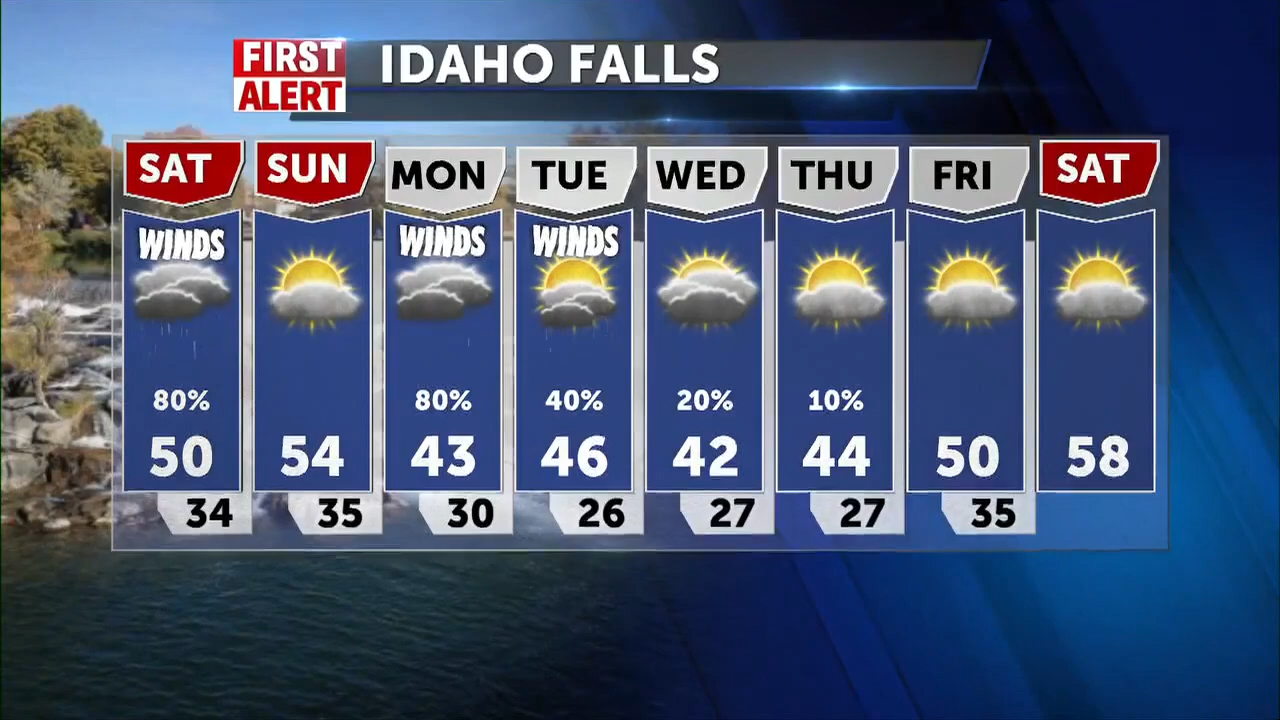 FIRST
ALERT
IDAHO FALLS
SAT SUN MON TUE WED THU FRI SAT
WINDS WINDS WINDS
80% 80% 40% 20% 10%
50 54 43 46 42 44 50 58
34 35 30 26 27 27 35